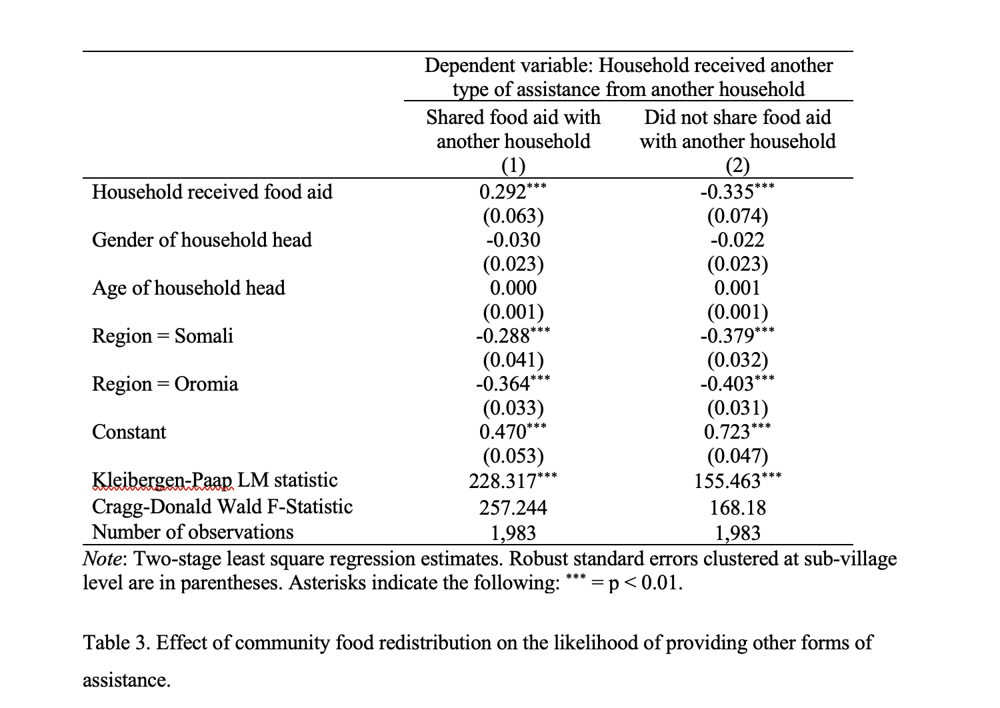 Dependent variable: Household received another
type of assistance from another household
Shared food aid with another household (1)
Did not share food aid with another household (2)
Household received food aid 0.292*** -0.335***
(0.063) (0.074)
Gender of household head -0.030 -0.022
(0.023) (0.023)
Age of household head 0.000 0.001
(0.001) (0.001)
Region = Somali -0.288*** -0.379***
(0.041) (0.032)
Region = Oromia -0.364*** -0.403***
(0.033) (0.031)
Constant 0.470*** 0.723***
(0.053) (0.047)
Kleibergen-Paap LM statistic 228.317*** 155.463***
Cragg-Donald Wald F-Statistic 257.244 168.18
Number of observations 1,983 1,983
Note: Two-stage least square regression estimates. Robust standard errors clustered at sub-village
level are in parentheses. Asterisks indicate the following: *** = p < 0.01.
Table 3. Effect of community food redistribution on the likelihood of providing other forms of
assistance.